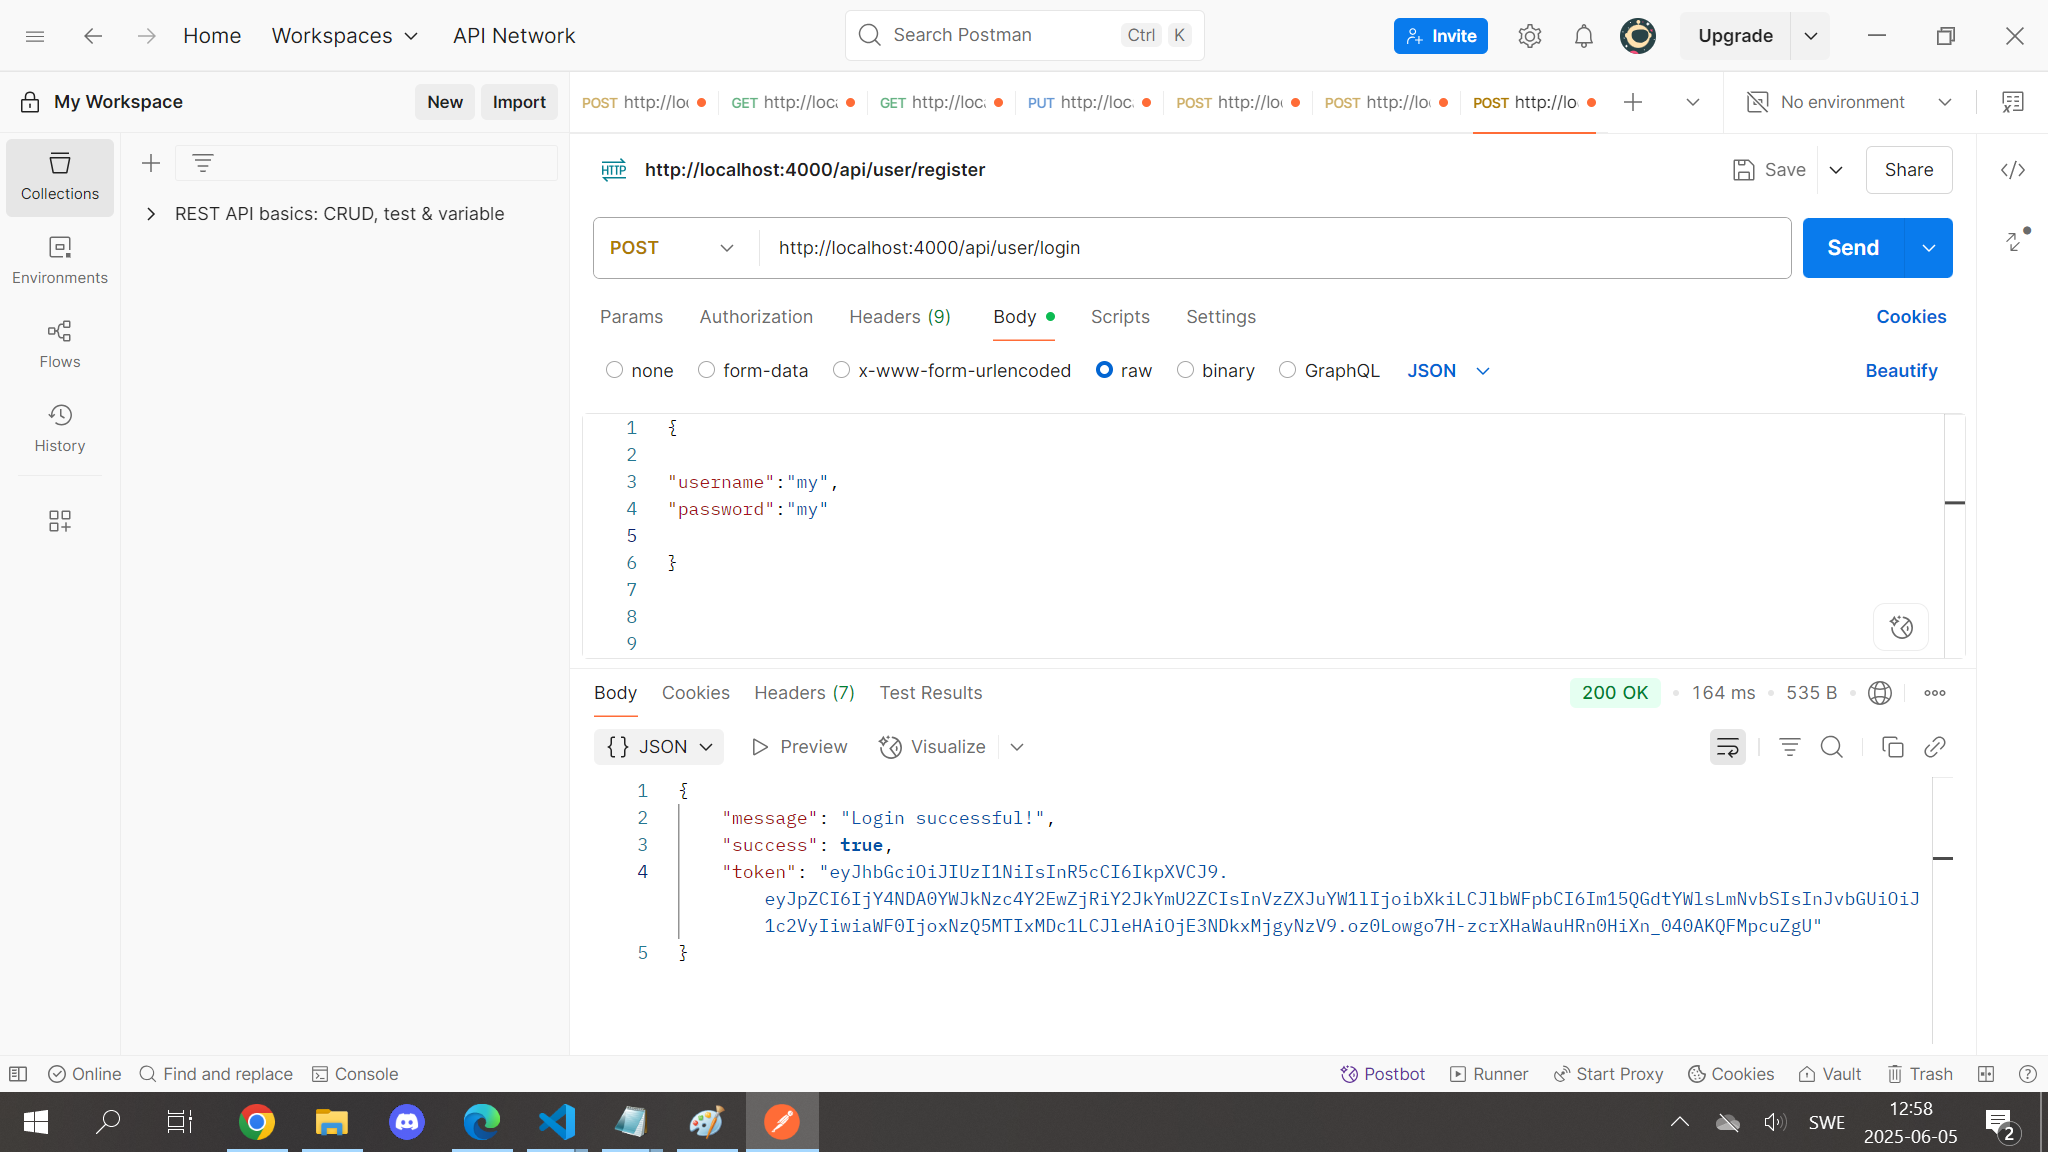 Home Workspaces API Network Search Postman Ctrl K Invite Upgrade
My Workspace New Import POST http://loc GET http://loca GET http://loca PUT http://loc POST http://lo POST http://lo POST http://lo No environment
HTTP http://localhost:4000/api/user/register Save Share
Collections
REST API basics: CRUD, test & variable
POST http://localhost:4000/api/user/login Send
Environments
Params Authorization Headers (9) Body Scripts Settings Cookies
Flows
none form-data x-www-form-urlencoded raw binary GraphQL JSON Beautify
History
1 {
2
3 "username":"my",
4 "password":"my"
5
6 }
7
8
9
Body Cookies Headers (7) Test Results 200 OK 164 ms 535 B
{} JSON Preview Visualize
1 {
2 "message": "Login successful!",
3 "success": true,
4 "token": "eyJhbGciOiJIUzI1NiIsInR5cCI6IkpXVCJ9.
eyJpZCI6IjY4NDA0YWJkNzc4Y2EwZjRiY2JkYmU2ZCIsInVzZXJuYW1lIjoibXkiLCJlbWFpbCI6Im15QGdtYWlsLmNvbSIsInJvbGUiOiJ
1c2VyIiwiaWF0IjoxNzQ5MTIxMDc1LCJleHAiOjE3NDkxMjgyNzV9.oz0Lowgo7H-zcrXHaWauHRn0HiXn_040AKQFMpcuZgU"
5 }
Online Find and replace Console Postbot Runner Start Proxy Cookies Vault Trash
SWE 12:58
2025-06-05 2